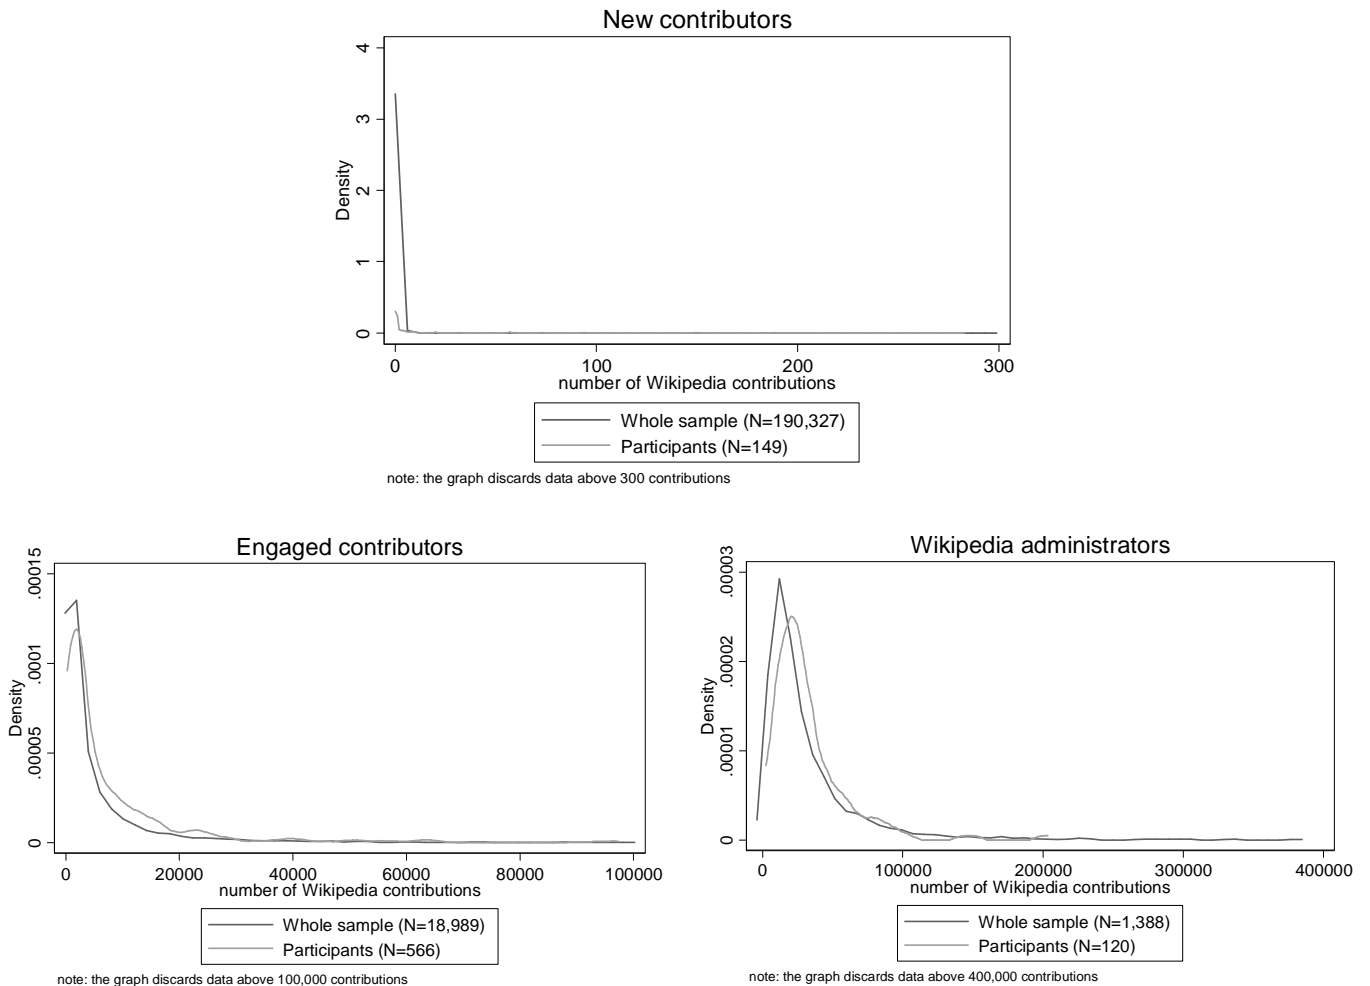 New contributors
4
3
2
1
0
Density
0 100 200 300
number of Wikipedia contributions
Whole sample (N=190,327)
Participants (N=149)
note: the graph discards data above 300 contributions
Engaged contributors
.00015
.0001
.00005
0
Density
0 20000 40000 60000 80000 100000
number of Wikipedia contributions
Whole sample (N=18,989)
Participants (N=566)
note: the graph discards data above 100,000 contributions
Wikipedia administrators
.00003
.00002
.00001
0
Density
0 100000 200000 300000 400000
number of Wikipedia contributions
Whole sample (N=1,388)
Participants (N=120)
note: the graph discards data above 400,000 contributions